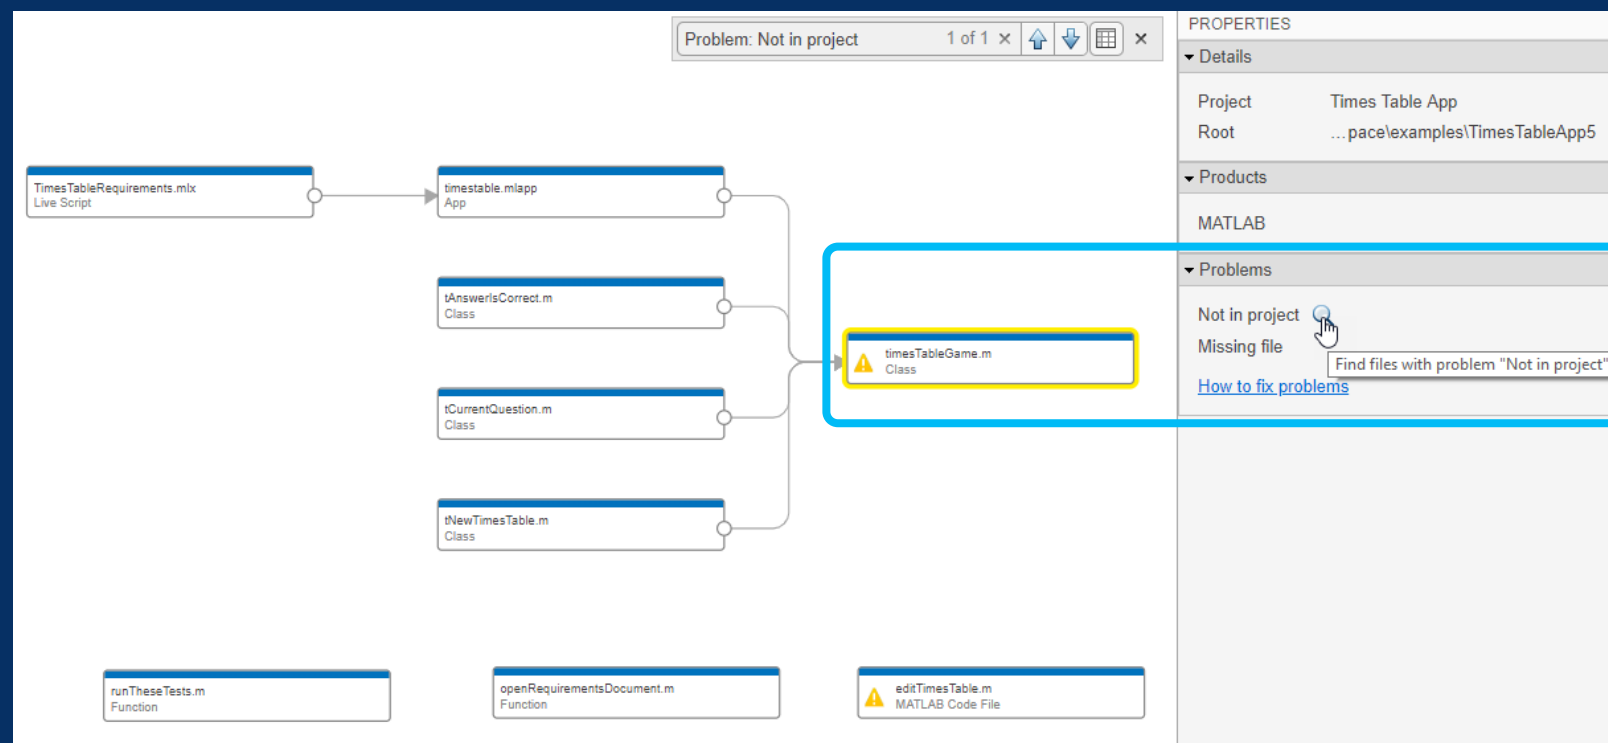 Problem: Not in project 1 of 1
PROPERTIES
Details
Project Times Table App
Root ...pace\examples\TimesTableApp5
Products
MATLAB
Problems
Not in project
Missing file
Find files with problem "Not in project"
How to fix problems
TimesTableRequirements.mlx
Live Script
timestable.mlapp
App
tAnswerIsCorrect.m
Class
timesTableGame.m
Class
tCurrentQuestion.m
Class
tNewTimesTable.m
Class
runTheseTests.m
Function
openRequirementsDocument.m
Function
editTimesTable.m
MATLAB Code File